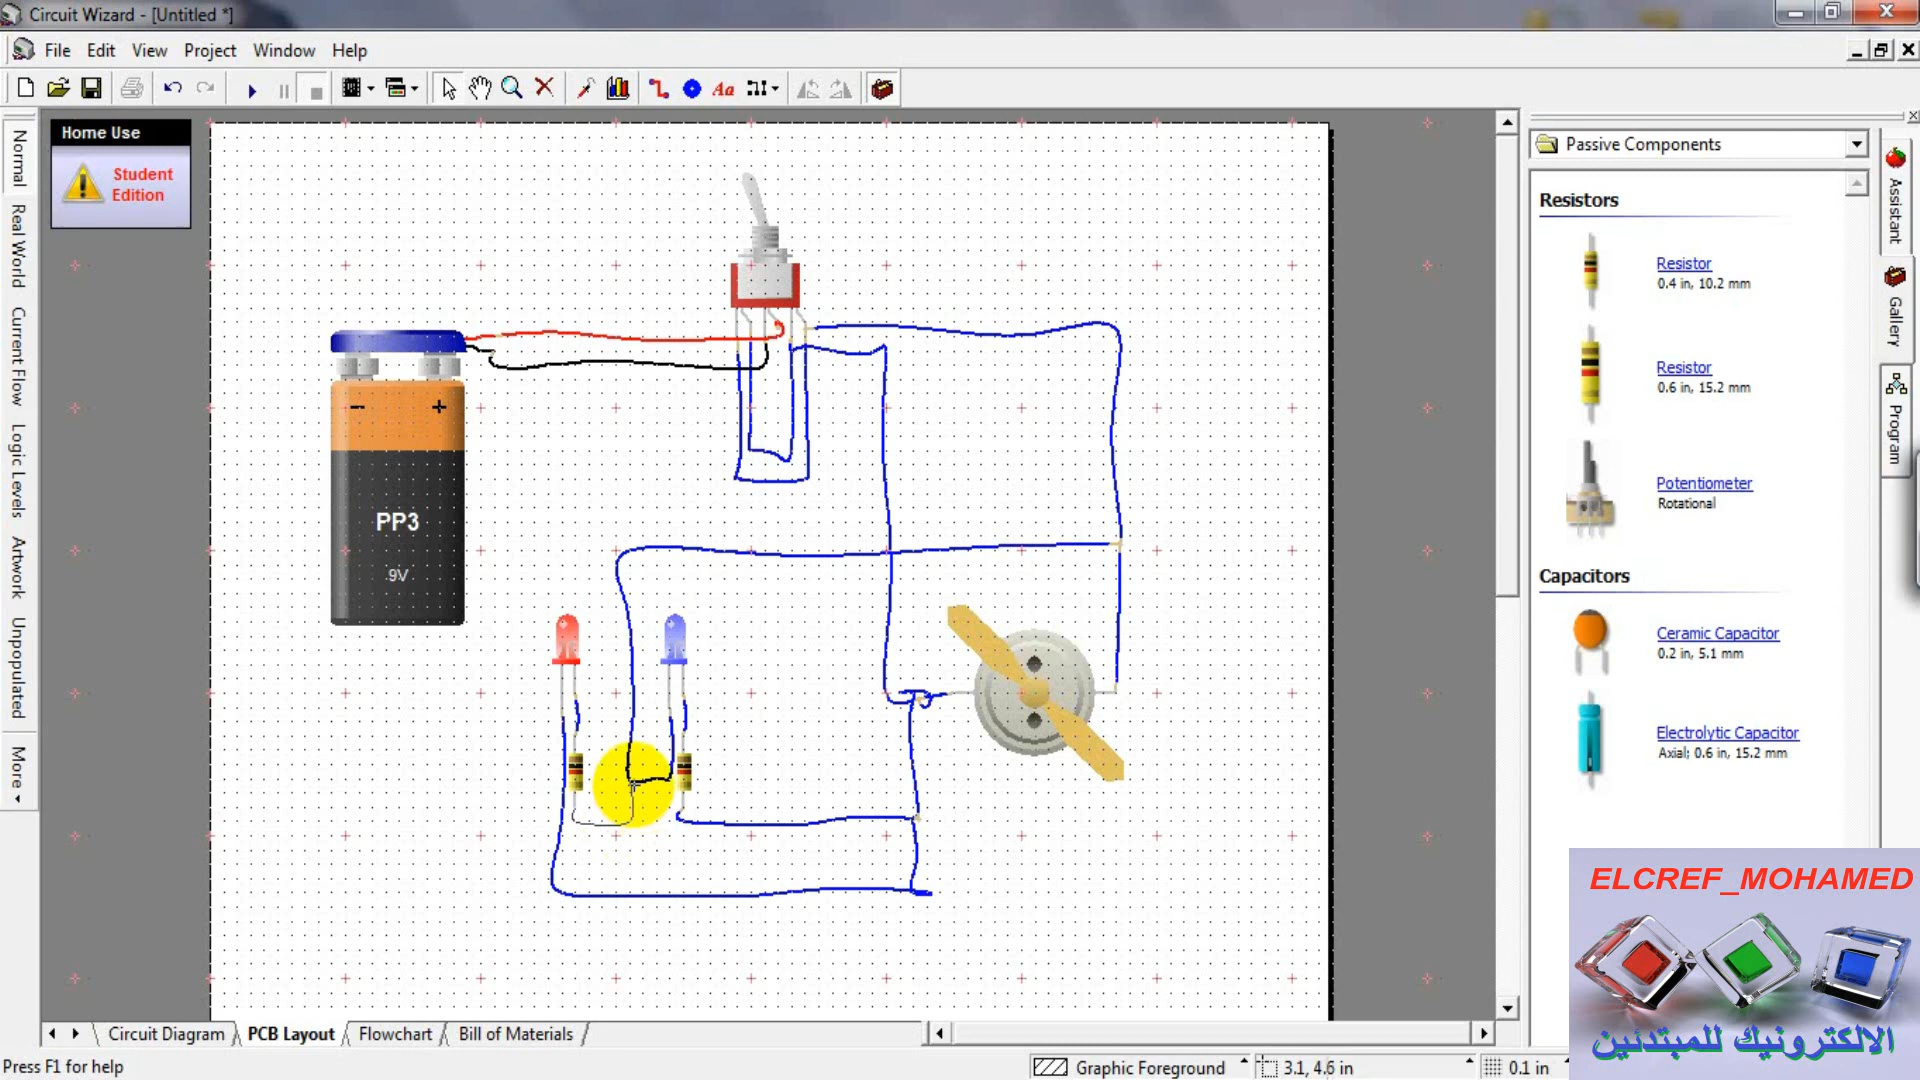 Circuit Wizard - [Untitled *]
File Edit View Project Window Help
Aa
Normal
Real World
Current Flow
Logic Levels
Artwork
Unpopulated
More
Home Use
Student
Edition
- +
PP3
9V
Passive Components
Resistors
Resistor
0.4 in, 10.2 mm
Resistor
0.6 in, 15.2 mm
Potentiometer
Rotational
Capacitors
Ceramic Capacitor
0.2 in, 5.1 mm
Electrolytic Capacitor
Axial; 0.6 in, 15.2 mm
Assistant
Gallery
Program
ELCREF_MOHAMED
الالكترونيك للمبتدئين
Circuit Diagram PCB Layout Flowchart Bill of Materials
Press F1 for help
Graphic Foreground
3.1, 4.6 in
0.1 in